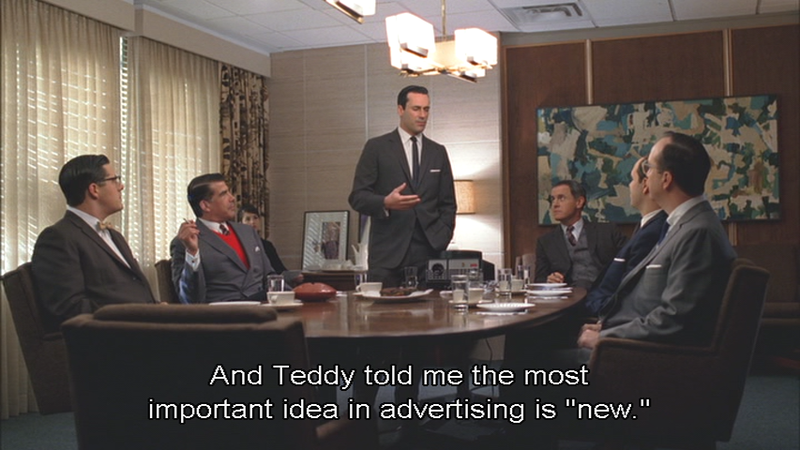 And Teddy told me the most
important idea in advertising is "new."